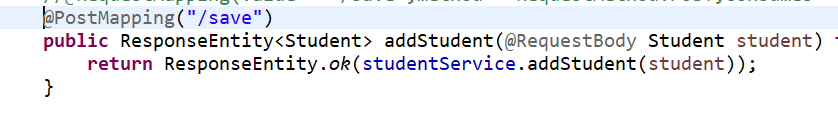 @PostMapping("/save")
public ResponseEntity<Student> addStudent(@RequestBody Student student)
return ResponseEntity.ok(studentService.addStudent(student));
}